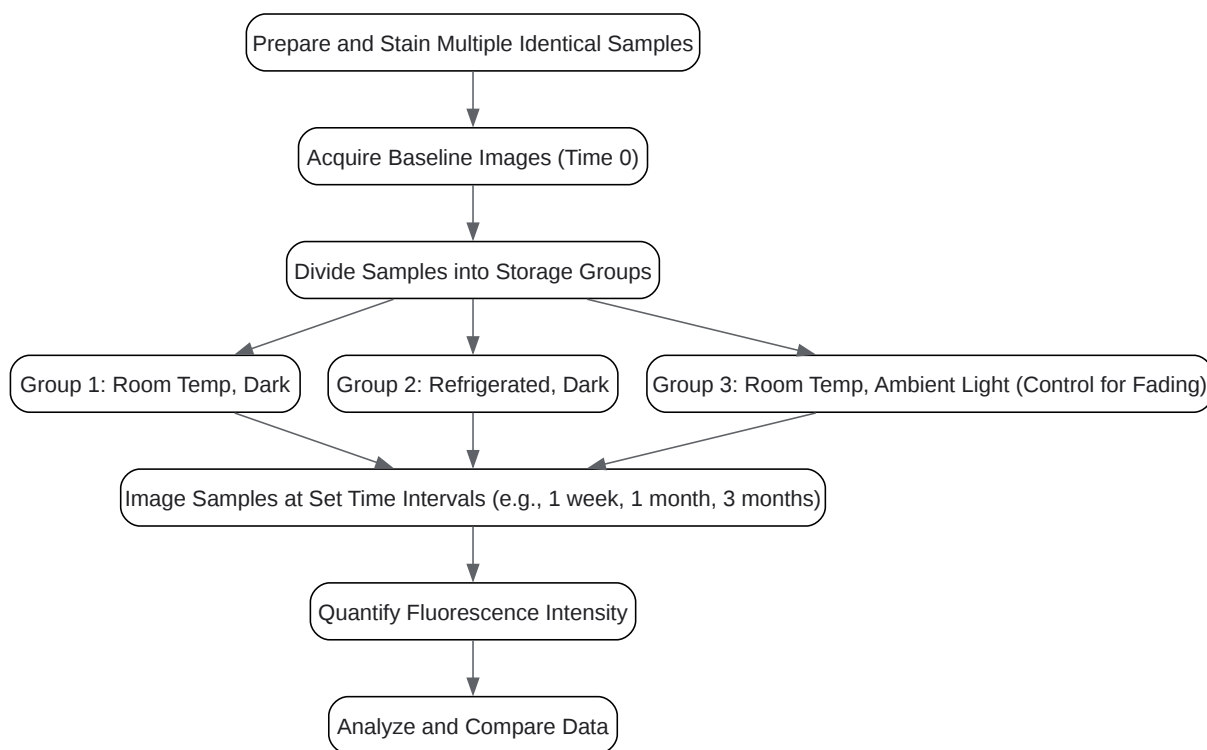 Prepare and Stain Multiple Identical Samples
Acquire Baseline Images (Time 0)
Divide Samples into Storage Groups
Group 1: Room Temp, Dark
Group 2: Refrigerated, Dark
Group 3: Room Temp, Ambient Light (Control for Fading)
Image Samples at Set Time Intervals (e.g., 1 week, 1 month, 3 months)
Quantify Fluorescence Intensity
Analyze and Compare Data